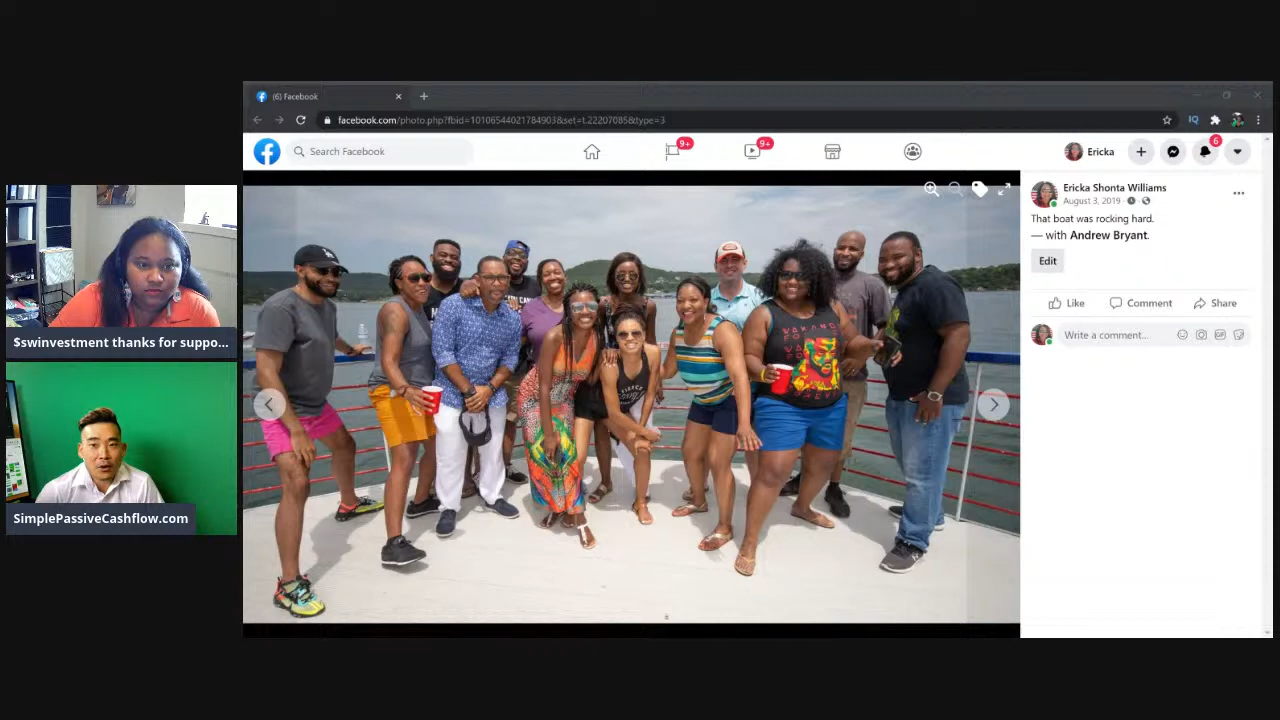 (6) Facebook
facebook.com/photo.php?fbid=10106544021784903&set=t.22207085&type=3
IQ
Search Facebook
9+
9+
Ericka
6
Ericka Shonta Williams
August 3, 2019
That boat was rocking hard.
— with Andrew Bryant.
Edit
Like
Comment
Share
Write a comment...
GIF
$swinvestment thanks for suppo...
SimplePassiveCashflow.com